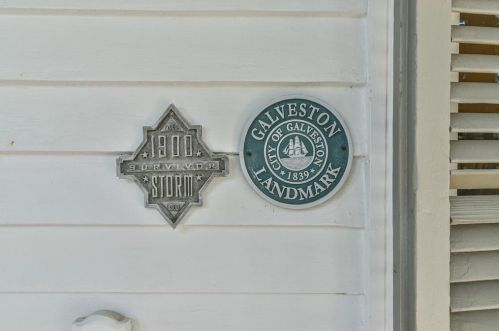 1900
SURVIVOR
STORM
GALVESTON
CITY OF GALVESTON
1839
LANDMARK